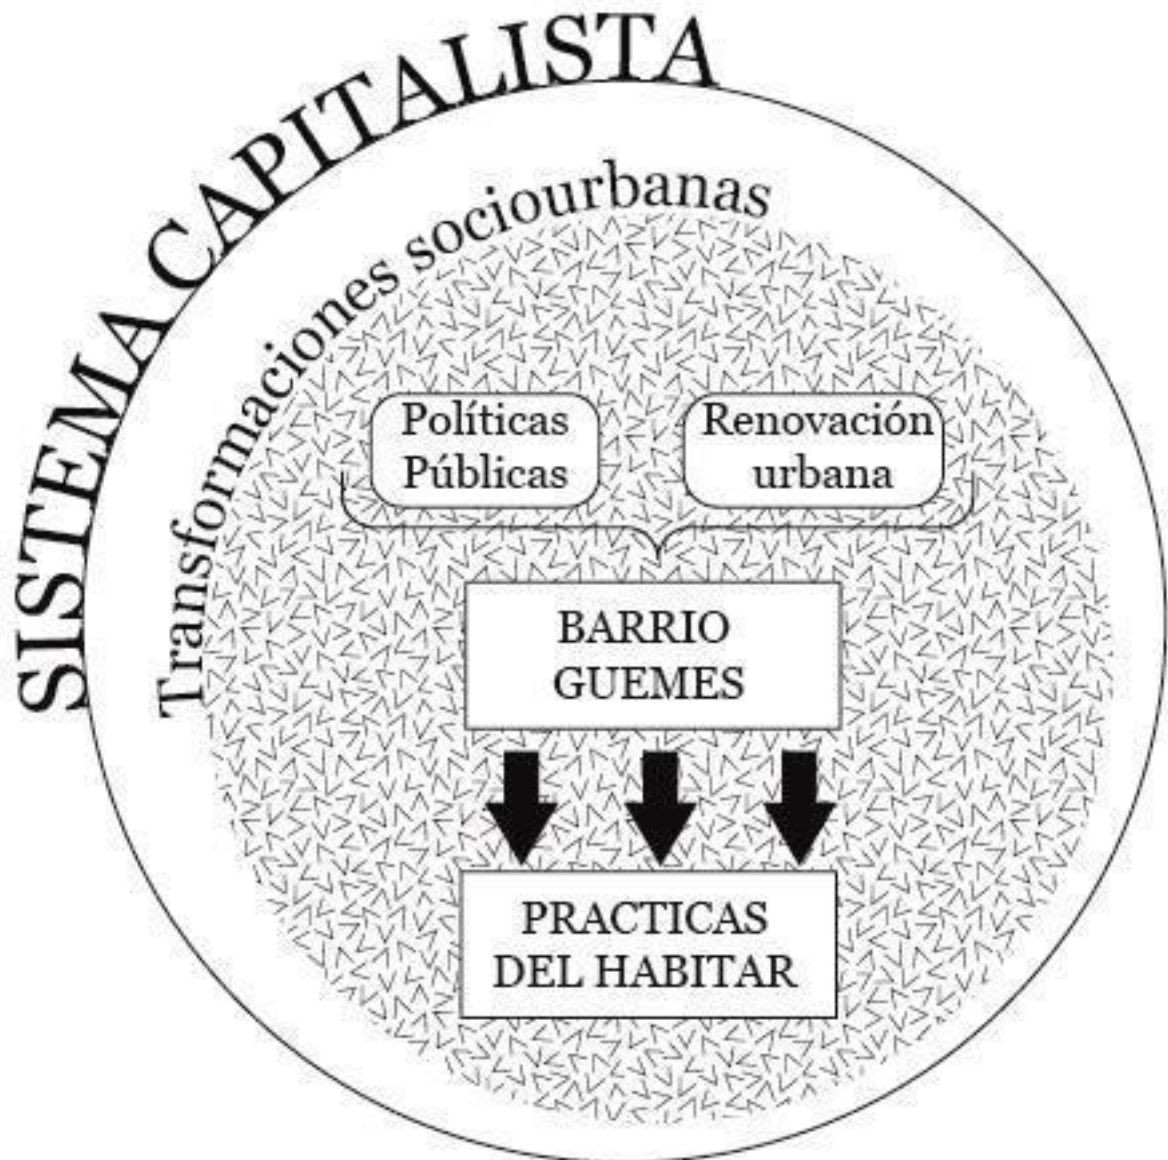 SISTEMA CAPITALISTA
Transformaciones sociourbanas
Políticas
Públicas
Renovación
urbana
BARRIO
GUEMES
PRACTICAS
DEL HABITAR